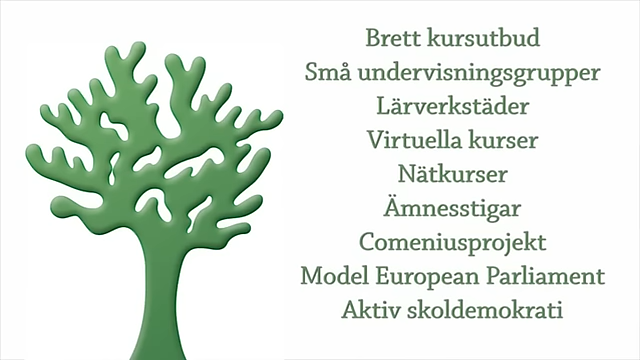 Brett kursutbud
Små undervisningsgrupper
Lärverkstäder
Virtuella kurser
Nätkurser
Ämnesstigar
Comeniusprojekt
Model European Parliament
Aktiv skoldemokrati